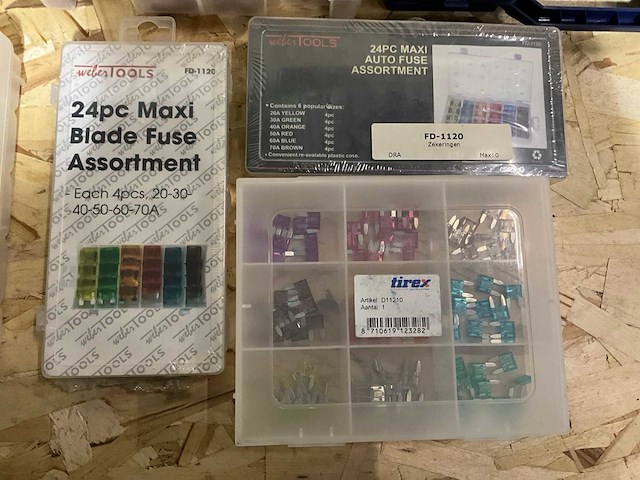 weberTOOLS
FD-1120
24pc Maxi
Blade Fuse
Assortment
Each 4pcs, 20-30-
40-50-60-70A
weberTOOLS
FD-1120
24PC MAXI
AUTO FUSE
ASSORTMENT
• Contains 6 popular sizes:
20A YELLOW 4pc
30A GREEN 4pc
40A ORANGE 4pc
50A RED 4pc
60A BLUE 4pc
70A BROWN 4pc
• Convenient re-usable plastic case.
FD-1120
Zekeringen
DRA Max: 0
tirex
Artikel: D11210
Aantal: 1
8 710619 123282